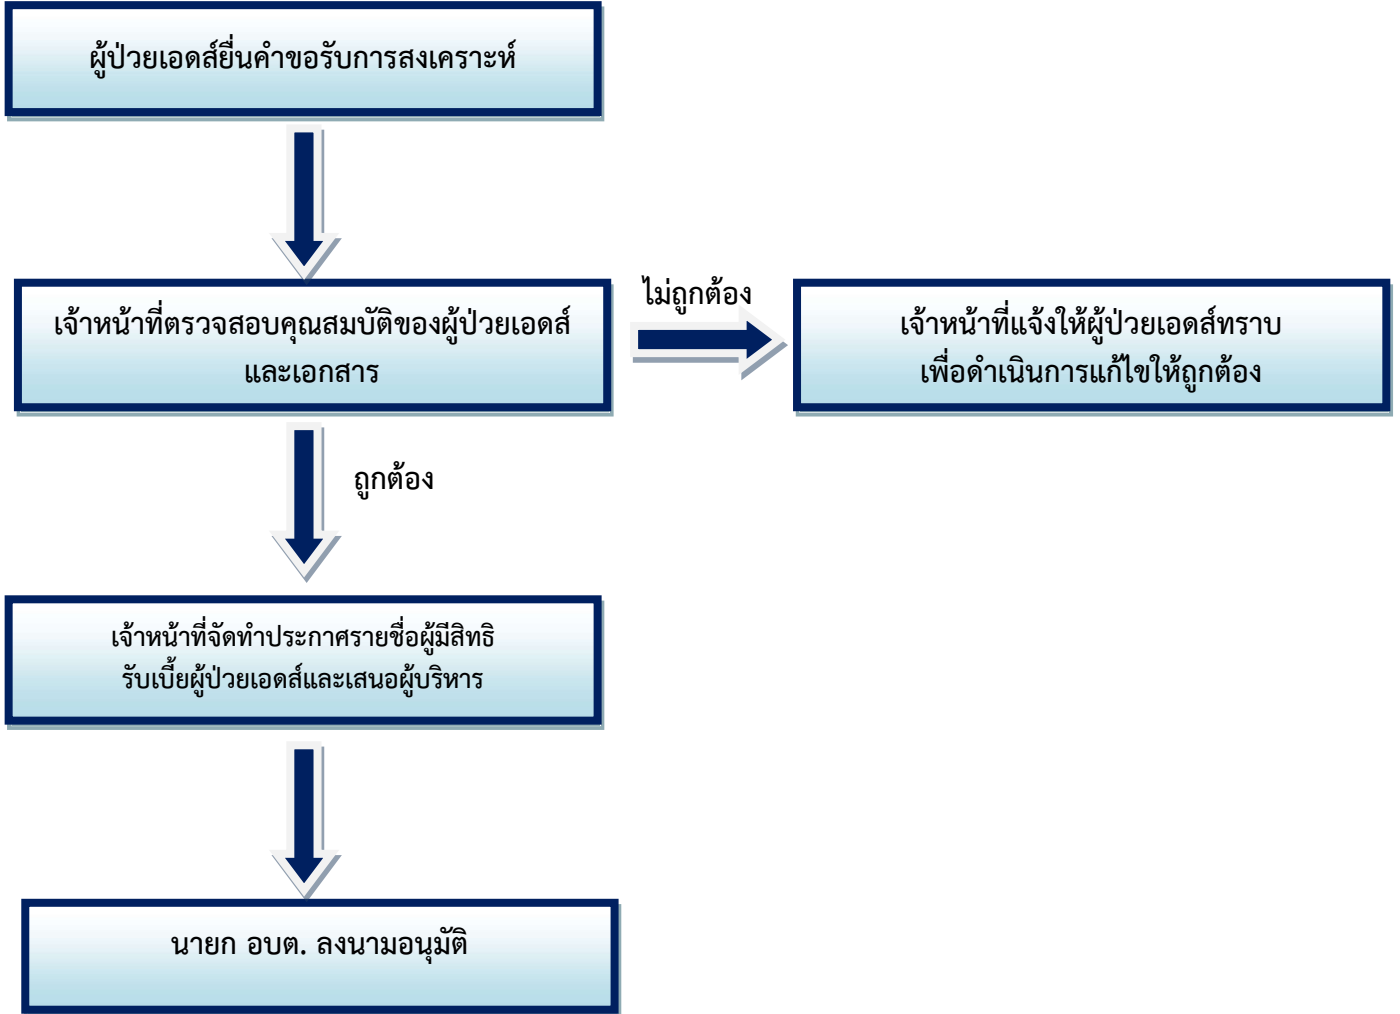 ผู้ป่วยเอดส์ยื่นคำขอรับการสงเคราะห์
เจ้าหน้าที่ตรวจสอบคุณสมบัติของผู้ป่วยเอดส์
และเอกสาร
ไม่ถูกต้อง
เจ้าหน้าที่แจ้งให้ผู้ป่วยเอดส์ทราบ
เพื่อดำเนินการแก้ไขให้ถูกต้อง
ถูกต้อง
เจ้าหน้าที่จัดทำประกาศรายชื่อผู้มีสิทธิ
รับเบี้ยผู้ป่วยเอดส์และเสนอผู้บริหาร
นายก อบต. ลงนามอนุมัติ